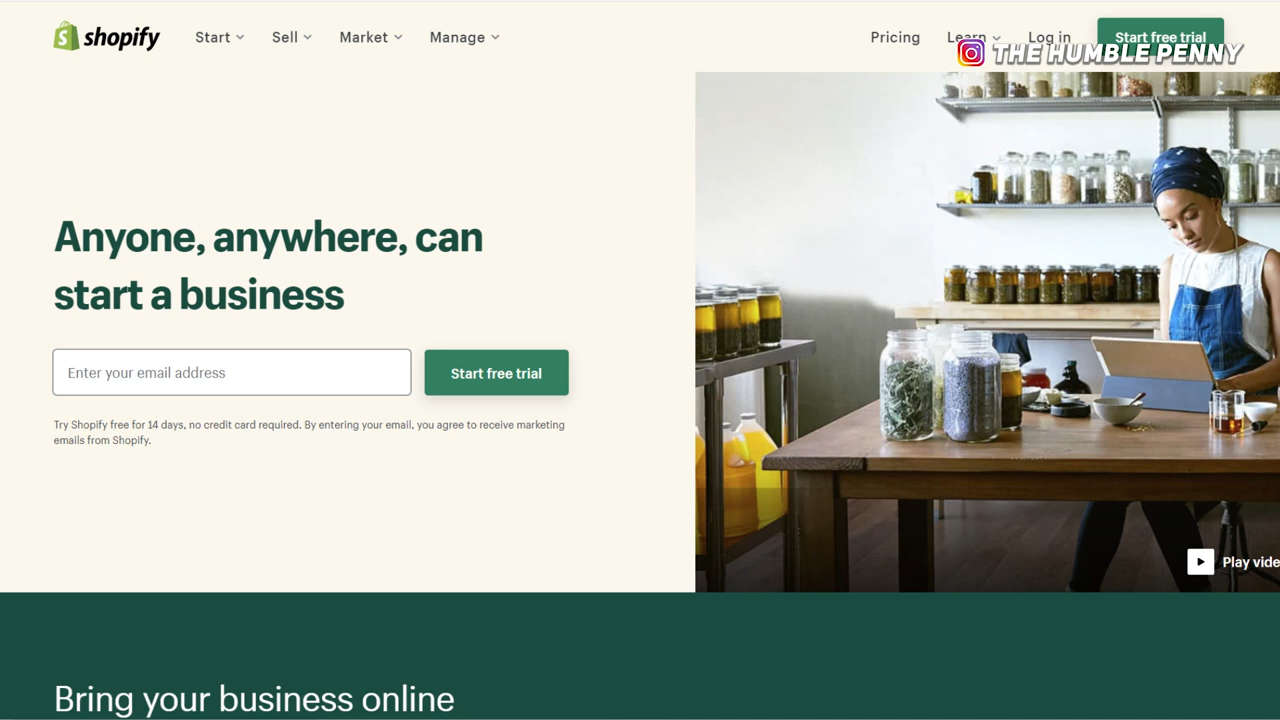 shopify
Start
Sell
Market
Manage
Pricing
Learn
Log in
Start free trial
THE HUMBLE PENNY
Anyone, anywhere, can
start a business
Enter your email address
Start free trial
Try Shopify free for 14 days, no credit card required. By entering your email, you agree to receive marketing
emails from Shopify.
Play vide
Bring your business online